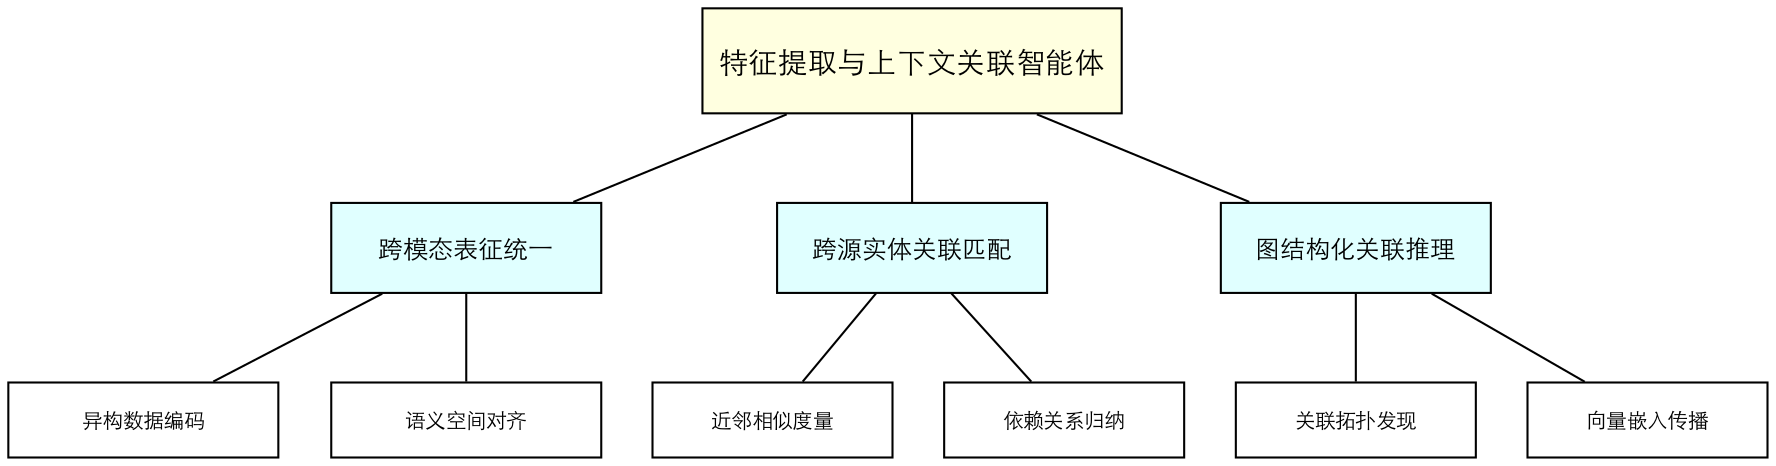 特征提取与上下文关联智能体
跨模态表征统一
跨源实体关联匹配
图结构化关联推理
异构数据编码
语义空间对齐
近邻相似度量
依赖关系归纳
关联拓扑发现
向量嵌入传播